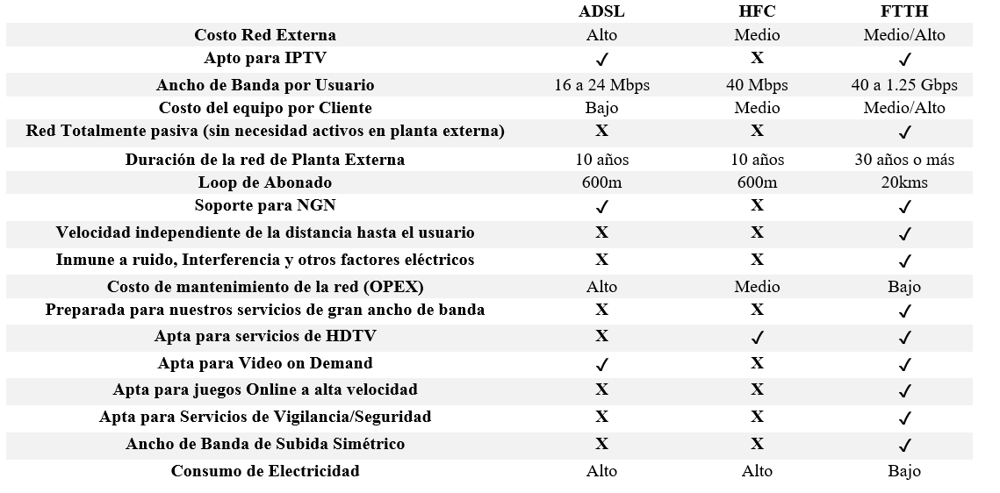 ADSL HFC FTTH
Costo Red Externa Alto Medio Medio/Alto
Apto para IPTV ✓ X ✓
Ancho de Banda por Usuario 16 a 24 Mbps 40 Mbps 40 a 1.25 Gbps
Costo del equipo por Cliente Bajo Medio Medio/Alto
Red Totalmente pasiva (sin necesidad activos en planta externa) X X ✓
Duración de la red de Planta Externa 10 años 10 años 30 años o más
Loop de Abonado 600m 600m 20kms
Soporte para NGN ✓ X ✓
Velocidad independiente de la distancia hasta el usuario X X ✓
Inmune a ruido, Interferencia y otros factores eléctricos X X ✓
Costo de mantenimiento de la red (OPEX) Alto Medio Bajo
Preparada para nuestros servicios de gran ancho de banda X X ✓
Apta para servicios de HDTV X ✓ ✓
Apta para Video on Demand ✓ X ✓
Apta para juegos Online a alta velocidad X X ✓
Apta para Servicios de Vigilancia/Seguridad X X ✓
Ancho de Banda de Subida Simétrico X X ✓
Consumo de Electricidad Alto Alto Bajo